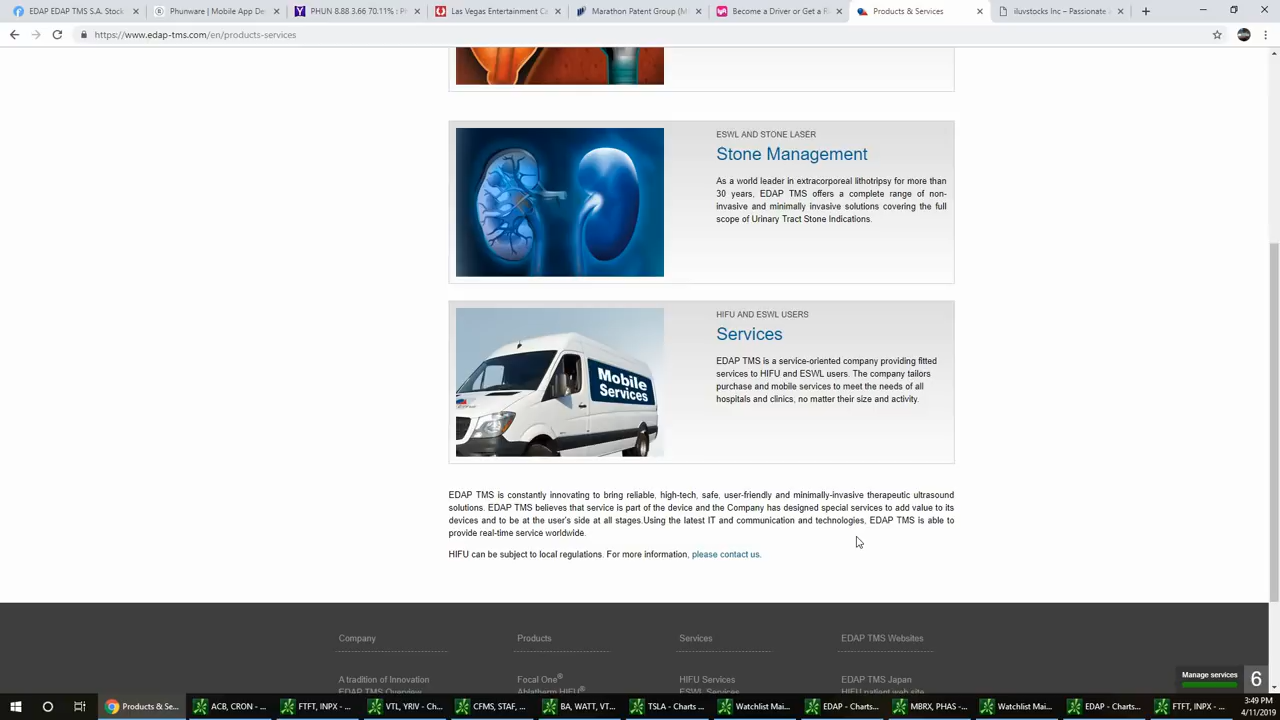 EDAP EDAP TMS S.A. Stock
Phunware | Mobile App De
PHUN 8.88 3.66 70.11% : P
Las Vegas Entertainment C
Marathon Patent Group (M
Become a Driver or Get a R
Products & Services
iluvstocks – Passionate
https://www.edap-tms.com/en/products-services
ESWL AND STONE LASER
Stone Management
As a world leader in extracorporeal lithotripsy for more than
30 years, EDAP TMS offers a complete range of non-
invasive and minimally invasive solutions covering the full
scope of Urinary Tract Stone Indications.
HIFU AND ESWL USERS
Services
EDAP TMS is a service-oriented company providing fitted
services to HIFU and ESWL users. The company tailors
purchase and mobile services to meet the needs of all
hospitals and clinics, no matter their size and activity.
Mobile
Services
EDAP TMS is constantly innovating to bring reliable, high-tech, safe, user-friendly and minimally-invasive therapeutic ultrasound
solutions. EDAP TMS believes that service is part of the device and the Company has designed special services to add value to its
devices and to be at the user's side at all stages.Using the latest IT and communication and technologies, EDAP TMS is able to
provide real-time service worldwide.
HIFU can be subject to local regulations. For more information, please contact us.
Company
Products
Services
EDAP TMS Websites
A tradition of Innovation
Focal One®
HIFU Services
EDAP TMS Japan
EDAP TMS Overview
Ablatherm HIFU®
ESWL Services
HIFU patient web site
Manage services
6
Products & Se...
ACB, CRON - ...
FTFT, INPX - ...
VTL, YRIV - Ch...
CFMS, STAF, ...
BA, WATT, VT...
TSLA - Charts ...
Watchlist Mai...
EDAP - Charts...
MBRX, PHAS -...
Watchlist Mai...
EDAP - Charts...
FTFT, INPX - ...
3:49 PM
4/11/2019